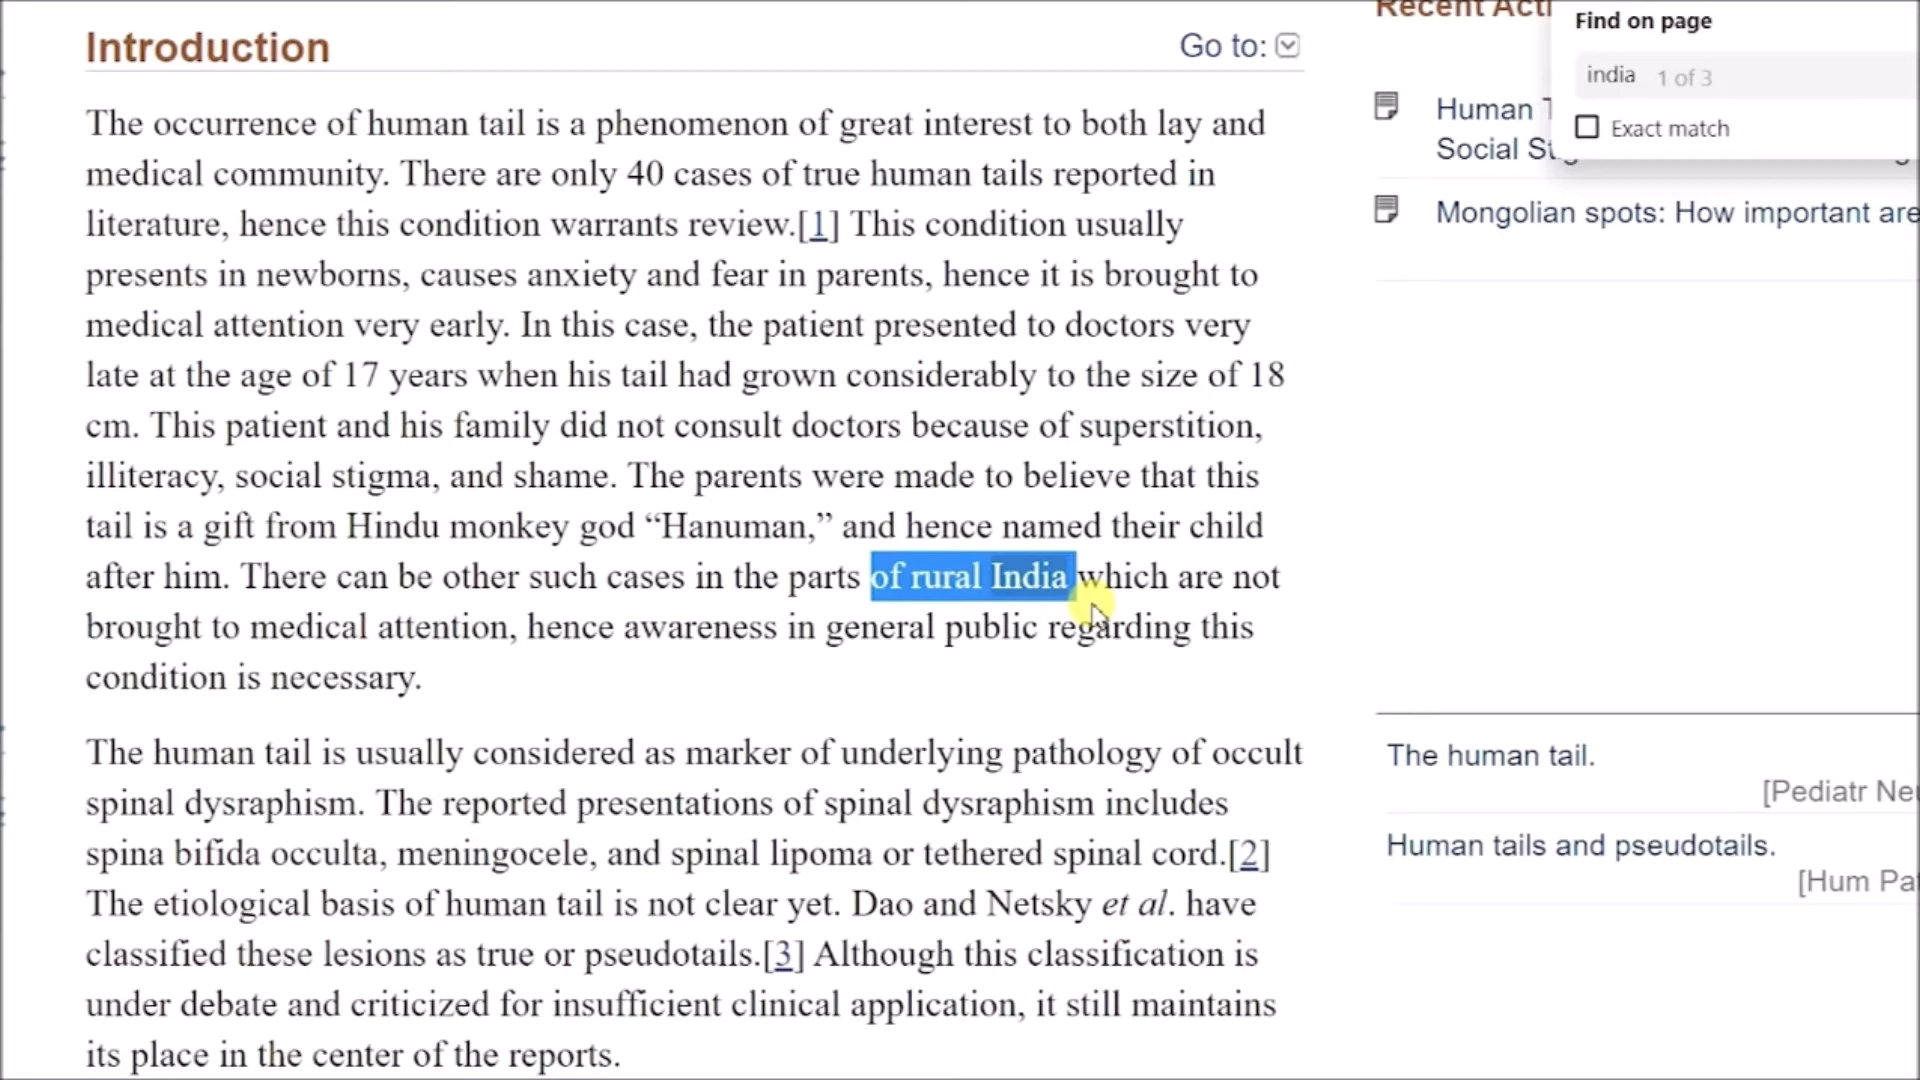 Introduction
Go to:
The occurrence of human tail is a phenomenon of great interest to both lay and
medical community. There are only 40 cases of true human tails reported in
literature, hence this condition warrants review.[1] This condition usually
presents in newborns, causes anxiety and fear in parents, hence it is brought to
medical attention very early. In this case, the patient presented to doctors very
late at the age of 17 years when his tail had grown considerably to the size of 18
cm. This patient and his family did not consult doctors because of superstition,
illiteracy, social stigma, and shame. The parents were made to believe that this
tail is a gift from Hindu monkey god “Hanuman,” and hence named their child
after him. There can be other such cases in the parts of rural India which are not
brought to medical attention, hence awareness in general public regarding this
condition is necessary.
The human tail is usually considered as marker of underlying pathology of occult
spinal dysraphism. The reported presentations of spinal dysraphism includes
spina bifida occulta, meningocele, and spinal lipoma or tethered spinal cord.[2]
The etiological basis of human tail is not clear yet. Dao and Netsky et al. have
classified these lesions as true or pseudotails.[3] Although this classification is
under debate and criticized for insufficient clinical application, it still maintains
its place in the center of the reports.
Recent
Find on page
india 1 of 3
Exact match
Human
Social
Mongolian spots: How important are
The human tail.
[Pediatr
Human tails and pseudotails.
[Hum